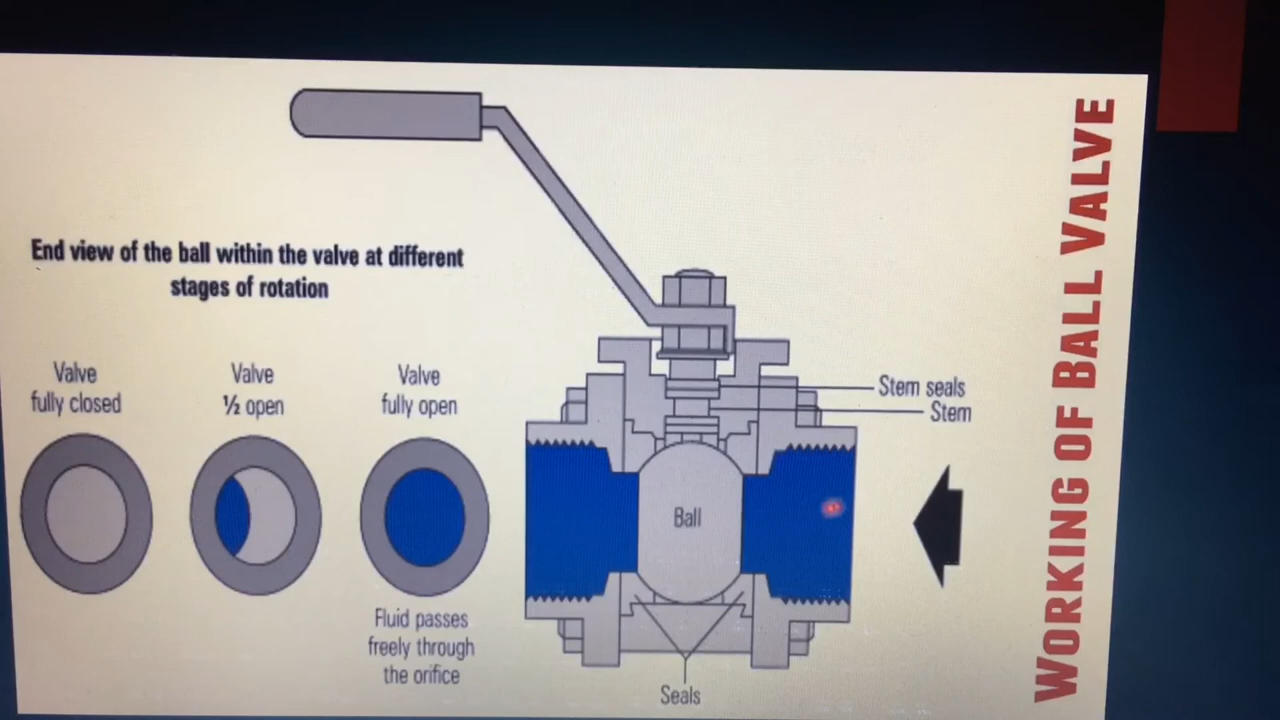 WORKING OF BALL VALVE
End view of the ball within the valve at different
stages of rotation
Valve
fully closed
Valve
½ open
Valve
fully open
Fluid passes
freely through
the orifice
Stem seals
Stem
Ball
Seals